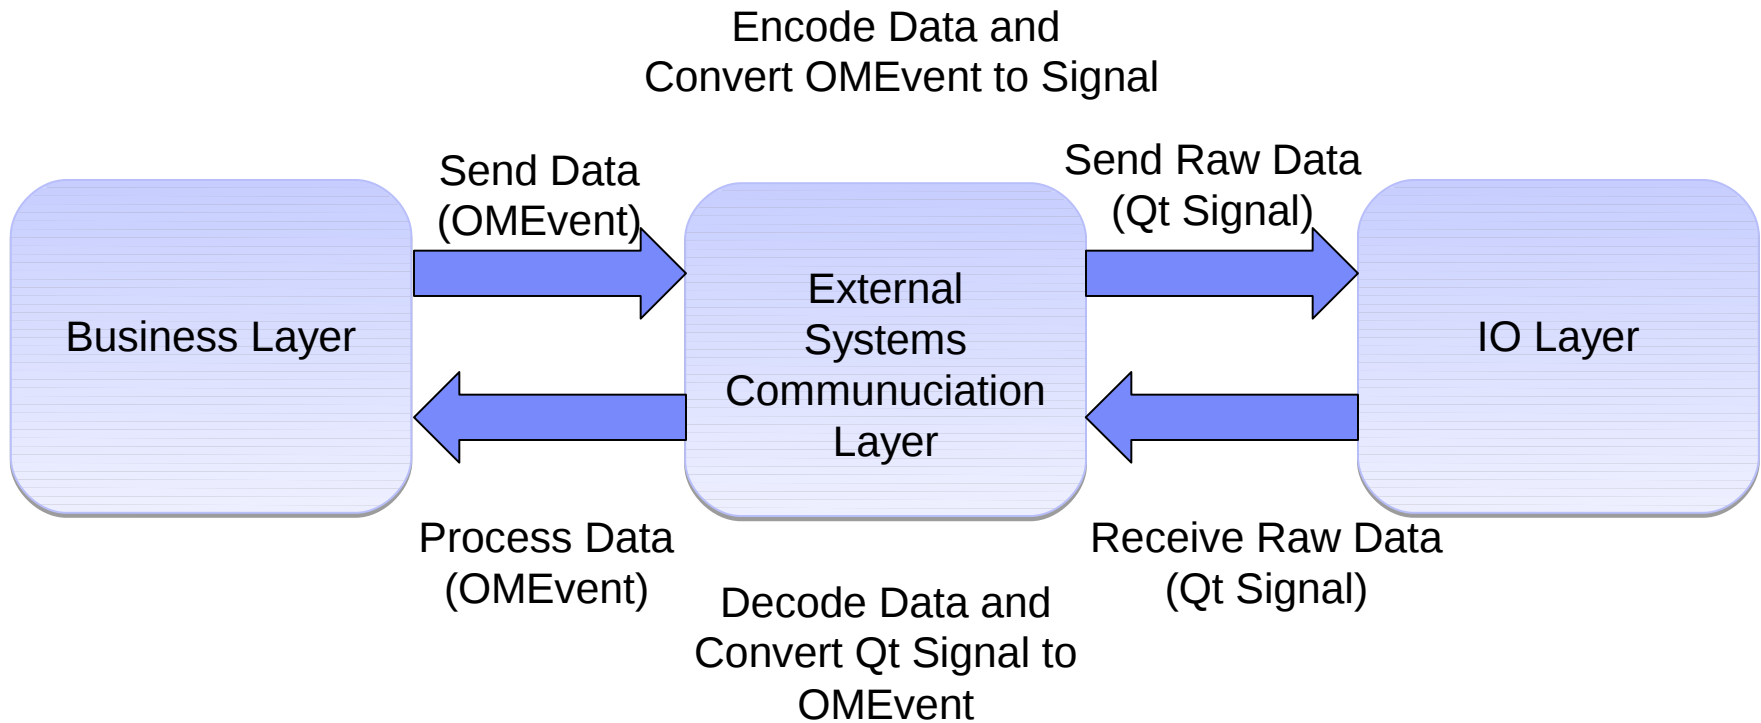 Encode Data and
Convert OMEvent to Signal
Send Data
(OMEvent)
Send Raw Data
(Qt Signal)
Business Layer
External
Systems
Communuciation
Layer
IO Layer
Process Data
(OMEvent)
Receive Raw Data
(Qt Signal)
Decode Data and
Convert Qt Signal to
OMEvent